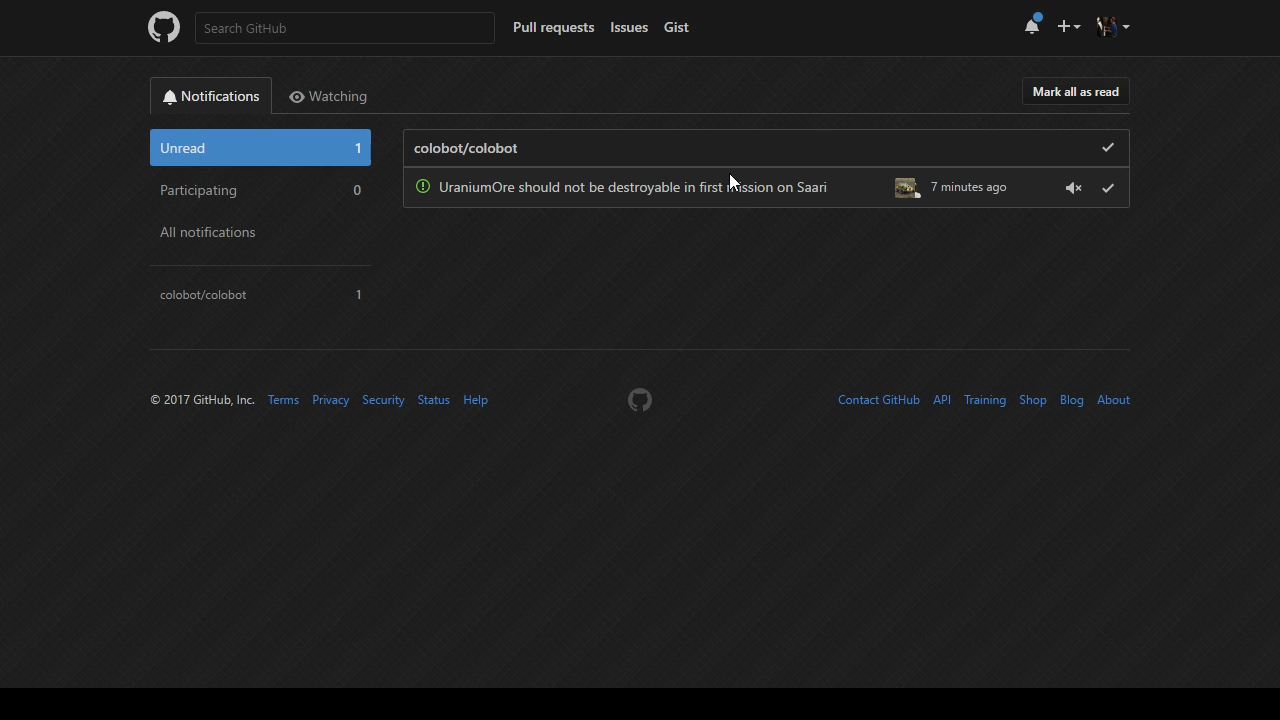 Search GitHub Pull requests Issues Gist
Notifications Watching Mark all as read
Unread 1
Participating 0
All notifications
colobot/colobot 1
colobot/colobot
UraniumOre should not be destroyable in first mission on Saari 7 minutes ago
© 2017 GitHub, Inc. Terms Privacy Security Status Help Contact GitHub API Training Shop Blog About